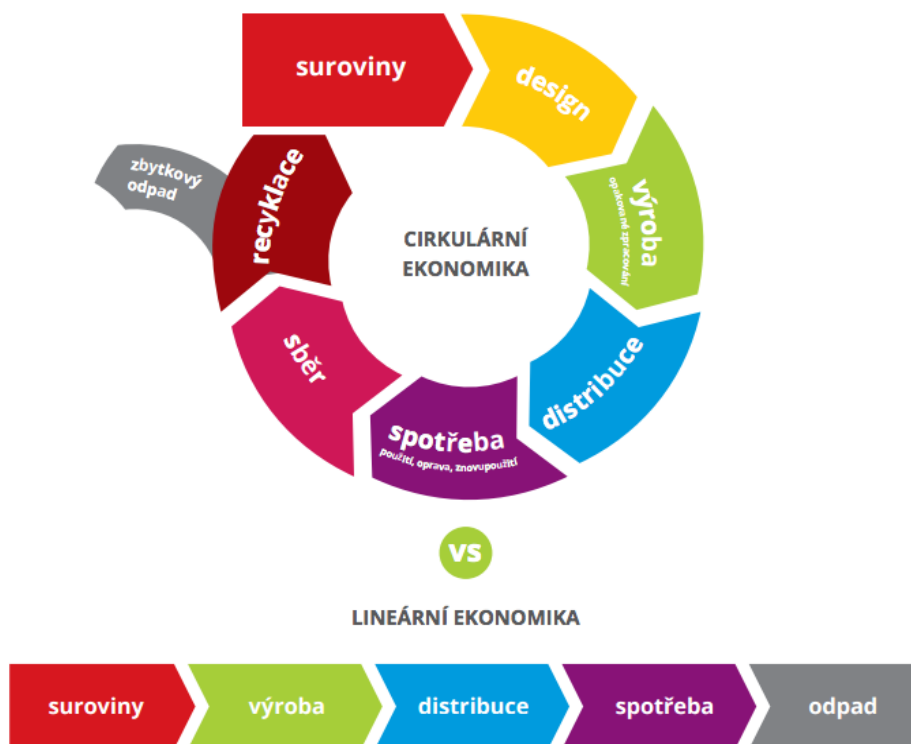 suroviny
design
výroba
opakované zpracování
distribuce
spotřeba
použití, oprava, znovupoužití
sběr
recyklace
zbytkový
odpad
CIRKULÁRNÍ
EKONOMIKA
VS
LINEÁRNÍ EKONOMIKA
suroviny
výroba
distribuce
spotřeba
odpad